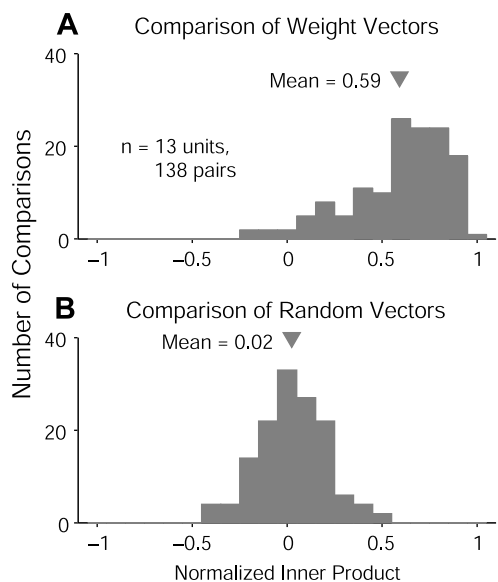 A Comparison of Weight Vectors
Mean = 0.59
n = 13 units,
138 pairs
40
20
0
−1 −0.5 0 0.5 1
Number of Comparisons
B Comparison of Random Vectors
Mean = 0.02
40
20
0
−1 −0.5 0 0.5 1
Normalized Inner Product